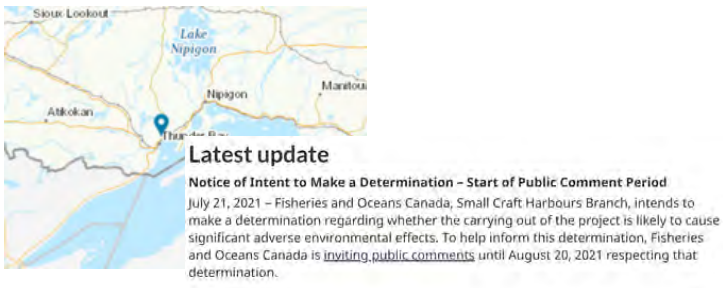 Sioux Lookout
Lake
Nipigon
Nipigon
Atikokan
Thunder Bay
Latest update
Notice of Intent to Make a Determination – Start of Public Comment Period
July 21, 2021 – Fisheries and Oceans Canada, Small Craft Harbours Branch, intends to
make a determination regarding whether the carrying out of the project is likely to cause
significant adverse environmental effects. To help inform this determination, Fisheries
and Oceans Canada is inviting public comments until August 20, 2021 respecting that
determination.